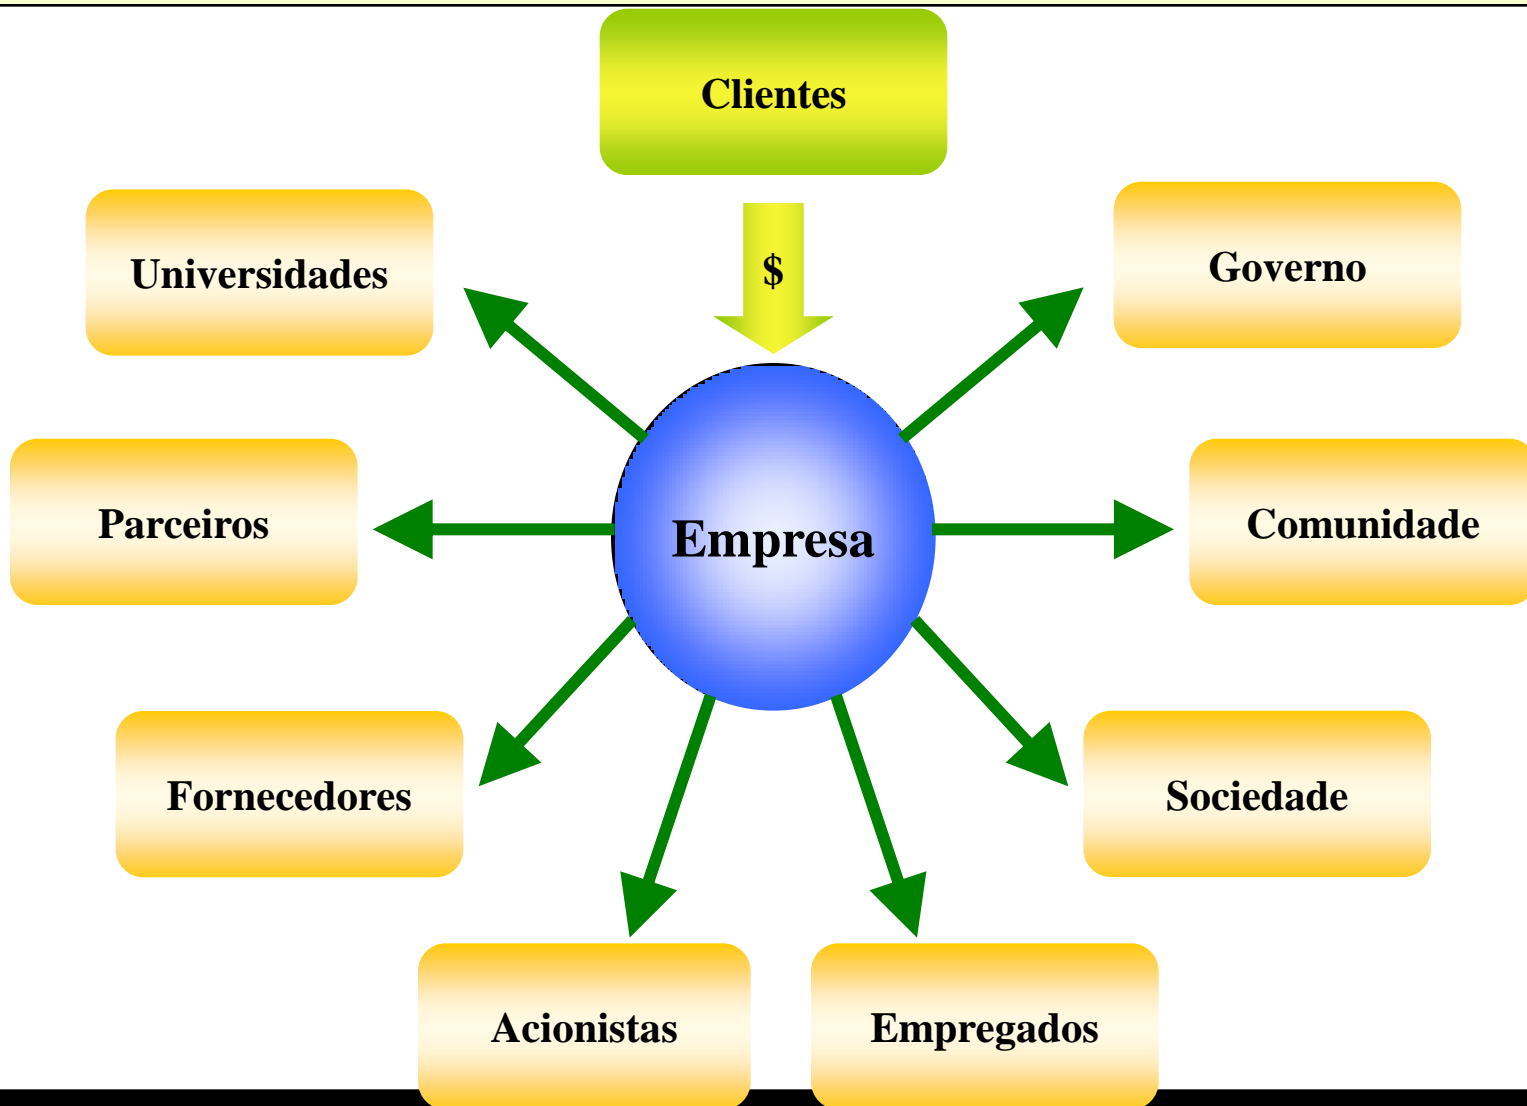 Clientes
Universidades
$
Governo
Parceiros
Empresa
Comunidade
Fornecedores
Sociedade
Acionistas
Empregados